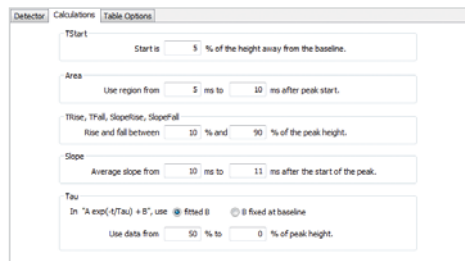 Detector Calculations Table Options
TStart
Start is 5 % of the height away from the baseline.
Area
Use region from 5 ms to 10 ms after peak start.
TRise, TFall, SlopeRise, SlopeFall
Rise and fall between 10 % and 90 % of the peak height.
Slope
Average slope from 10 ms to 11 ms after the start of the peak.
Tau
In "A exp(-t/Tau) + B", use fitted B B fixed at baseline
Use data from 50 % to 0 % of peak height.